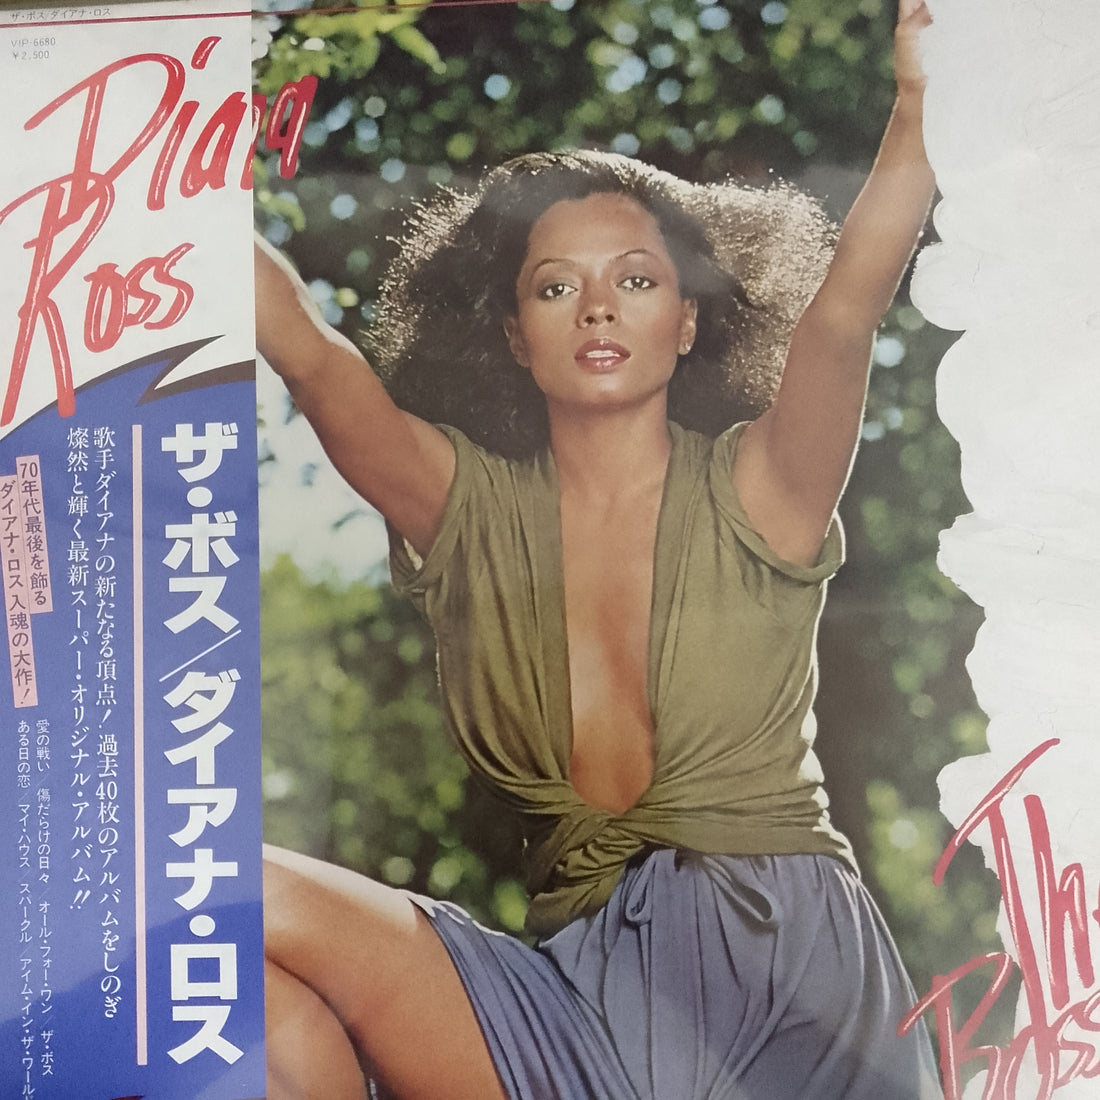 ザ・ボス/ダイアナ・ロス
VIP-6680
¥2,500
Diana
Ross
ザ・ボス/ダイアナ・ロス
歌手ダイアナの新たなる頂点!過去40枚のアルバムをしのぎ
燦然と輝く最新スーパー・オリジナル・アルバム!!
70年代最後を飾る
ダイアナ・ロス入魂の大作!
愛の戦い/傷だらけの日々/オール・フォー・ワン/ザ・ボス
ある日の恋/マイ・ハウス/スパークル/アイム・イン・ザ・ワールド
The
Boss